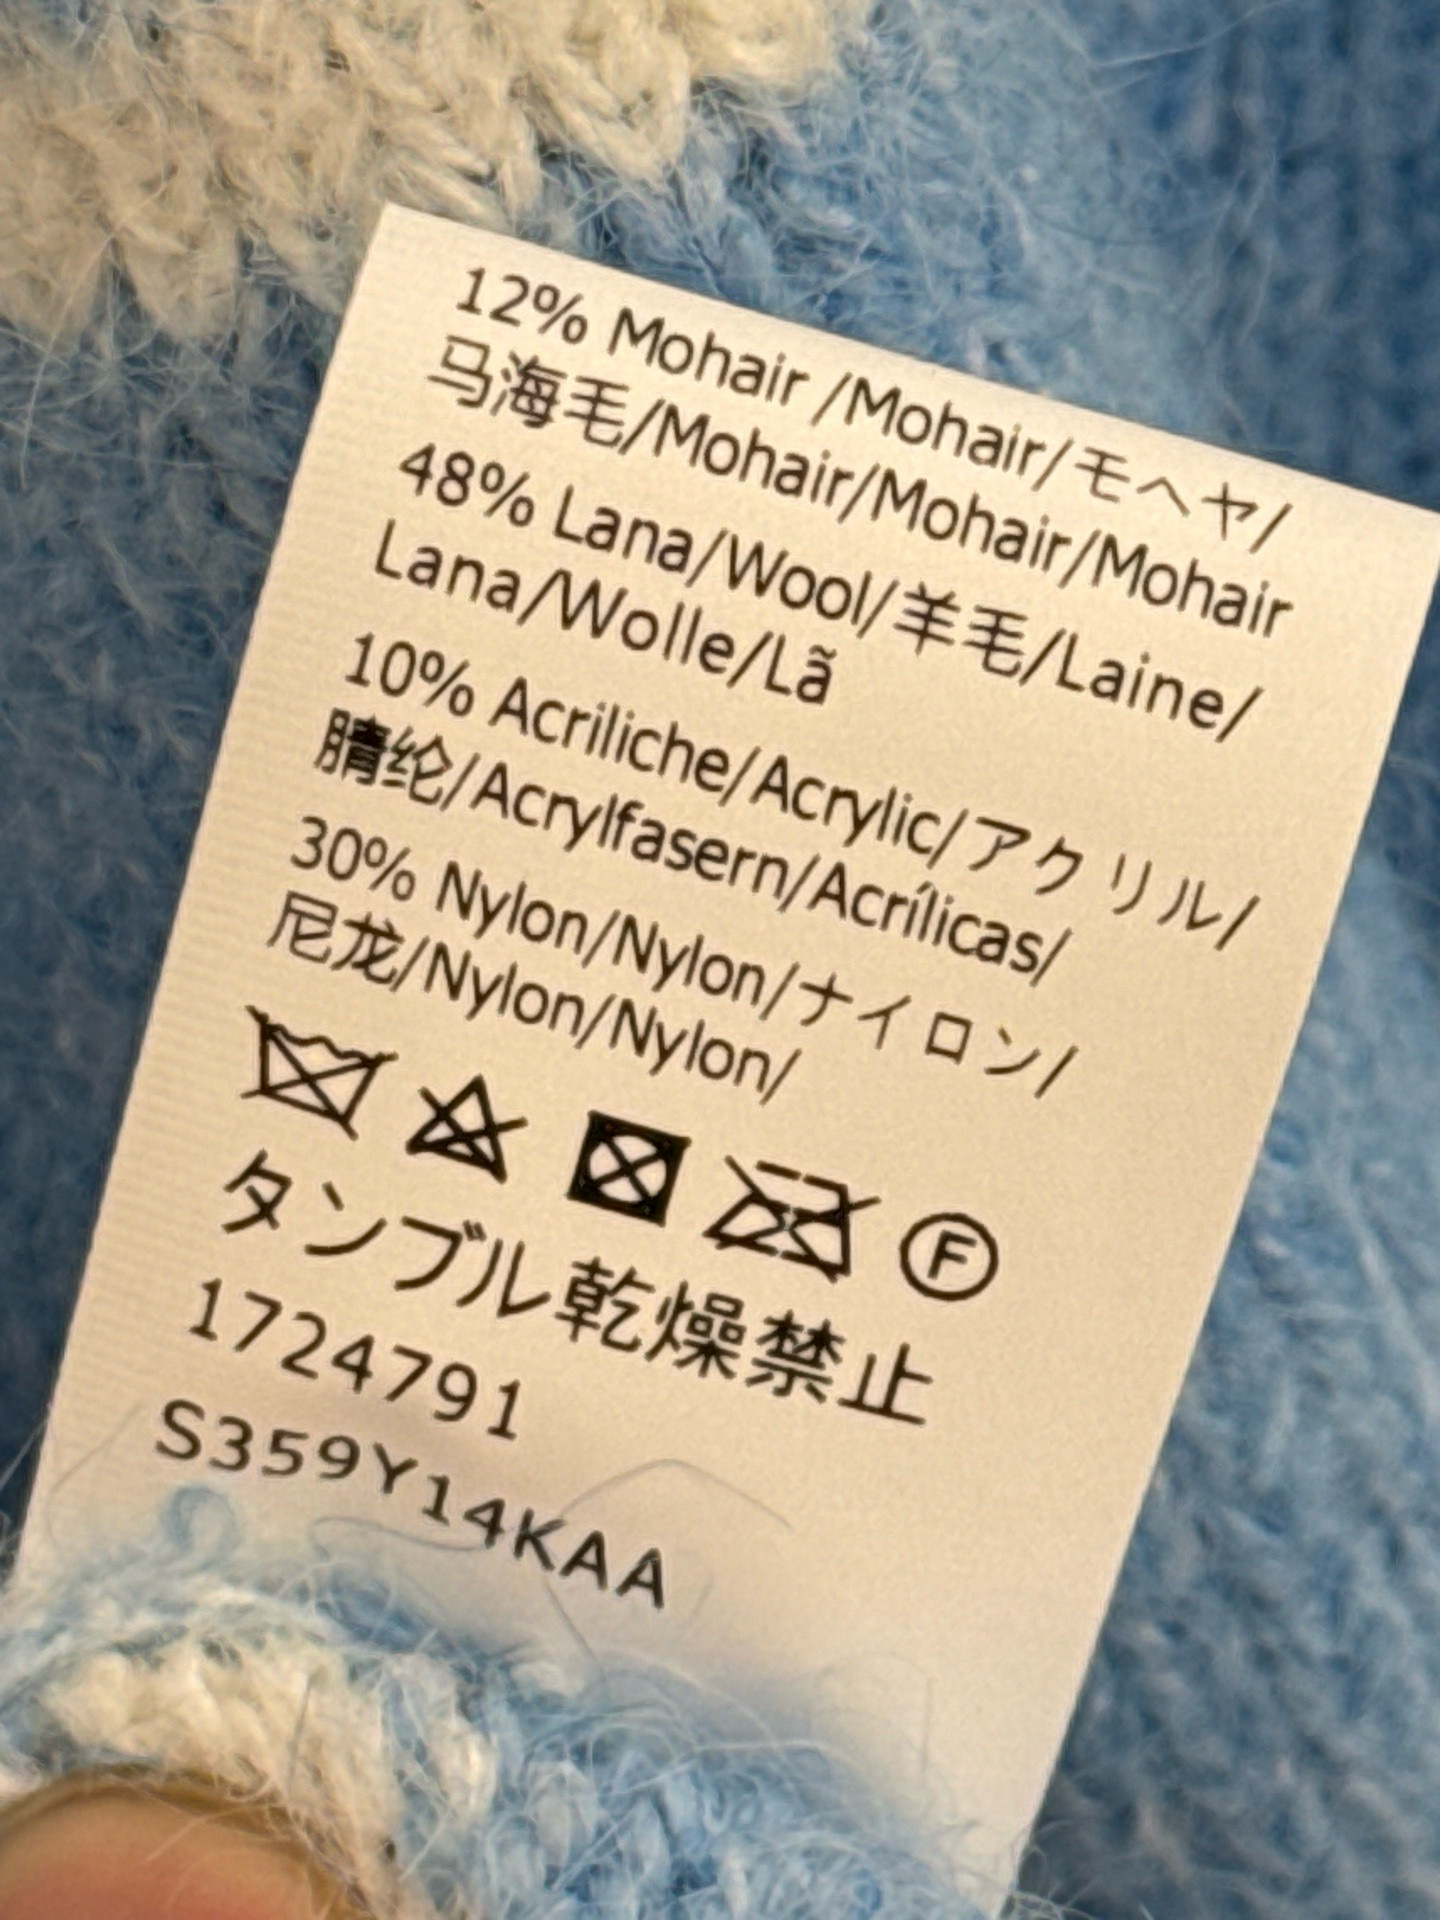 12% Mohair /Mohair/モヘヤ/
马海毛/Mohair/Mohair/Mohair
48% Lana/Wool/羊毛/Laine/
Lana/Wolle/Lã
10% Acriliche/Acrylic/アクリル/
腈纶/Acrylfasern/Acrílicas/
30% Nylon/Nylon/ナイロン/
尼龙/Nylon/Nylon/
F
タンブル乾燥禁止
1724791
S359Y14KAA